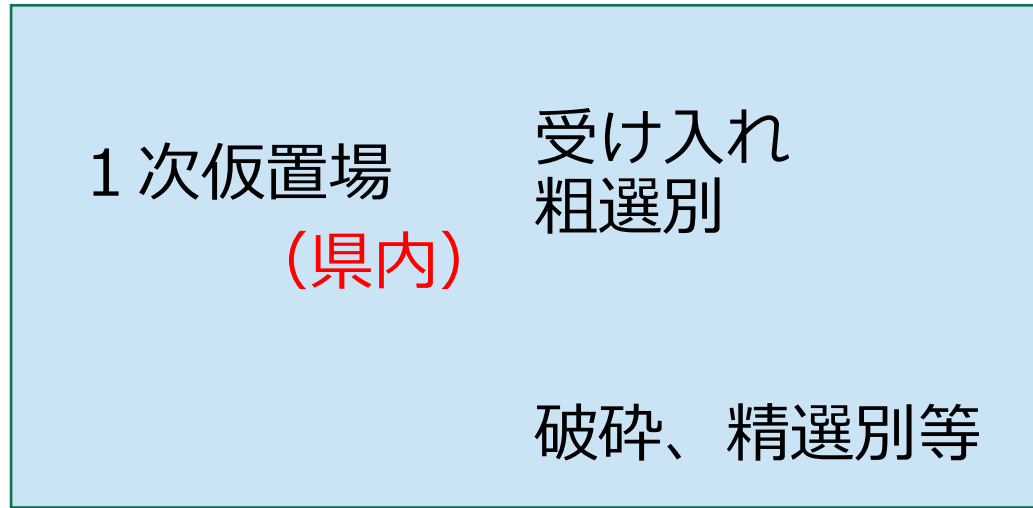 １次仮置場
（県内）
受け入れ
粗選別
破砕、精選別等